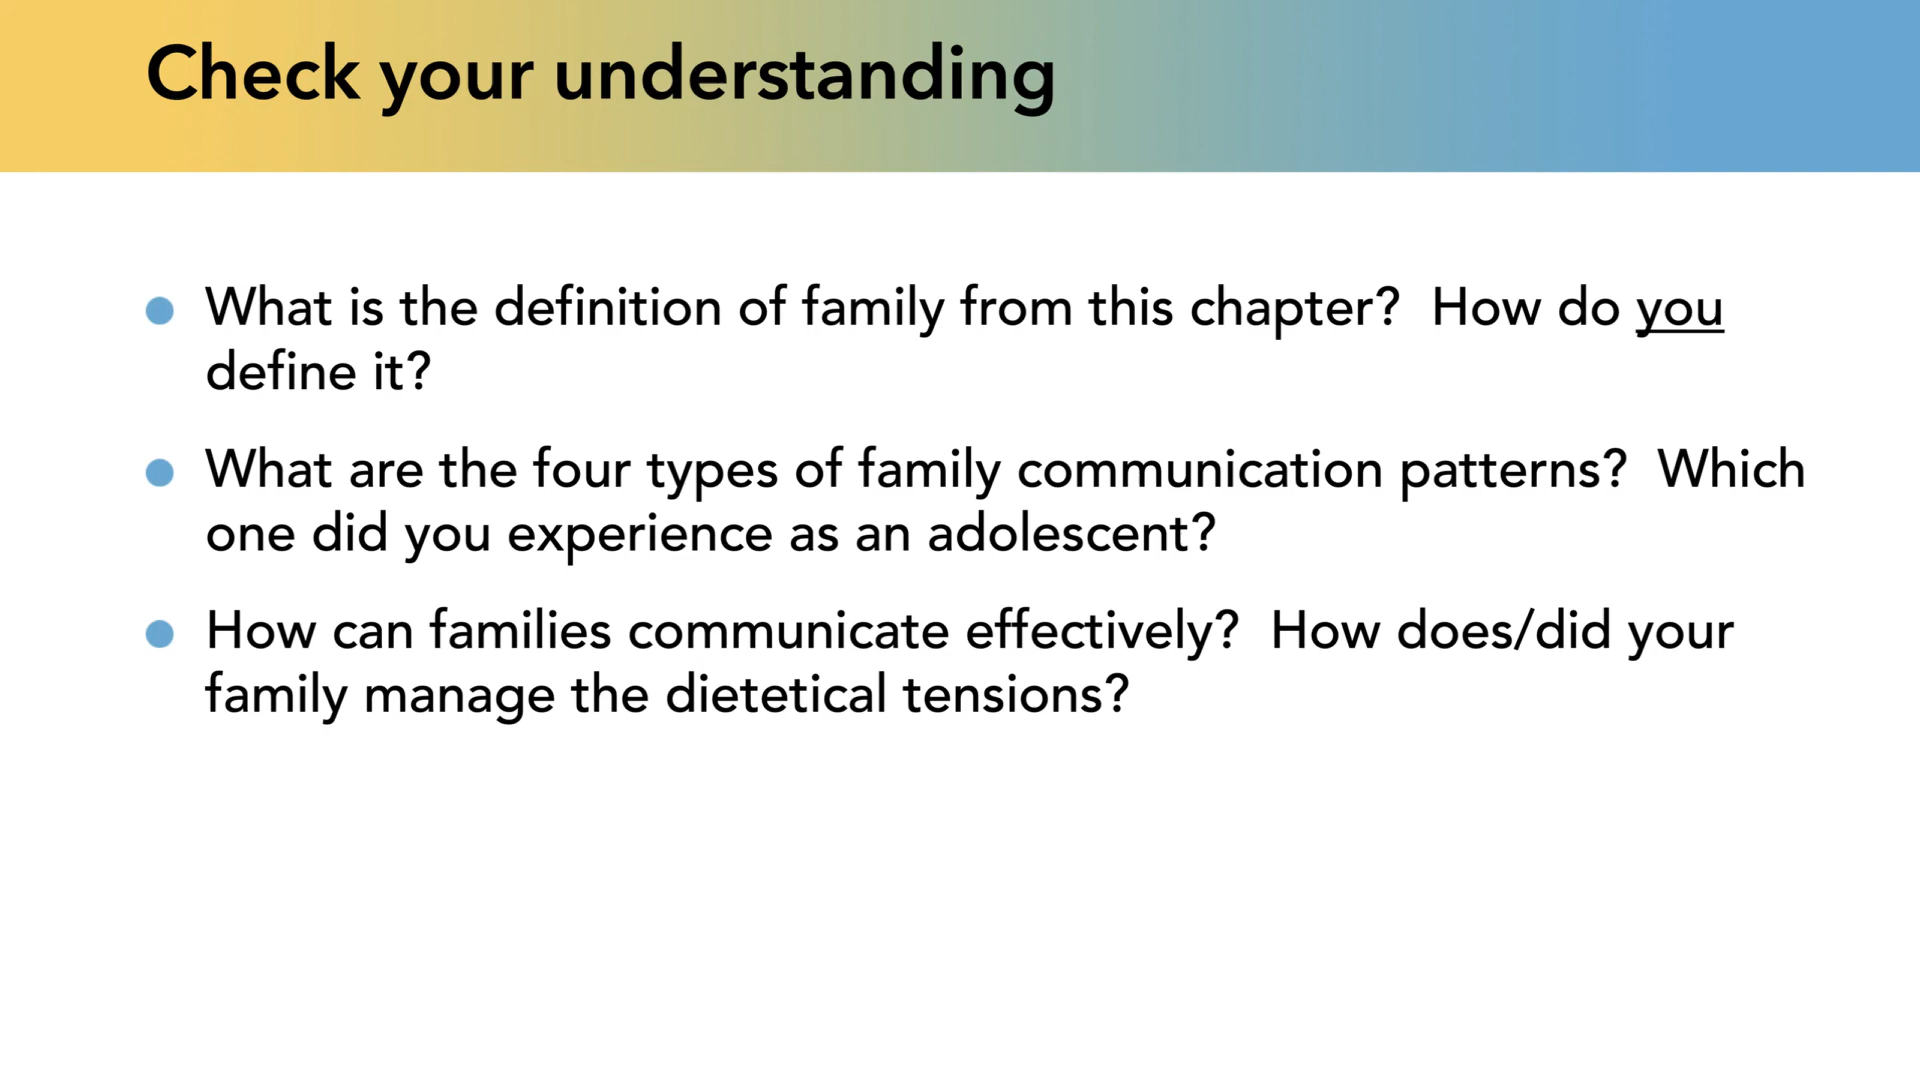 Check your understanding
What is the definition of family from this chapter?  How do you
define it?
What are the four types of family communication patterns?  Which
one did you experience as an adolescent?
How can families communicate effectively?  How does/did your
family manage the dietetical tensions?